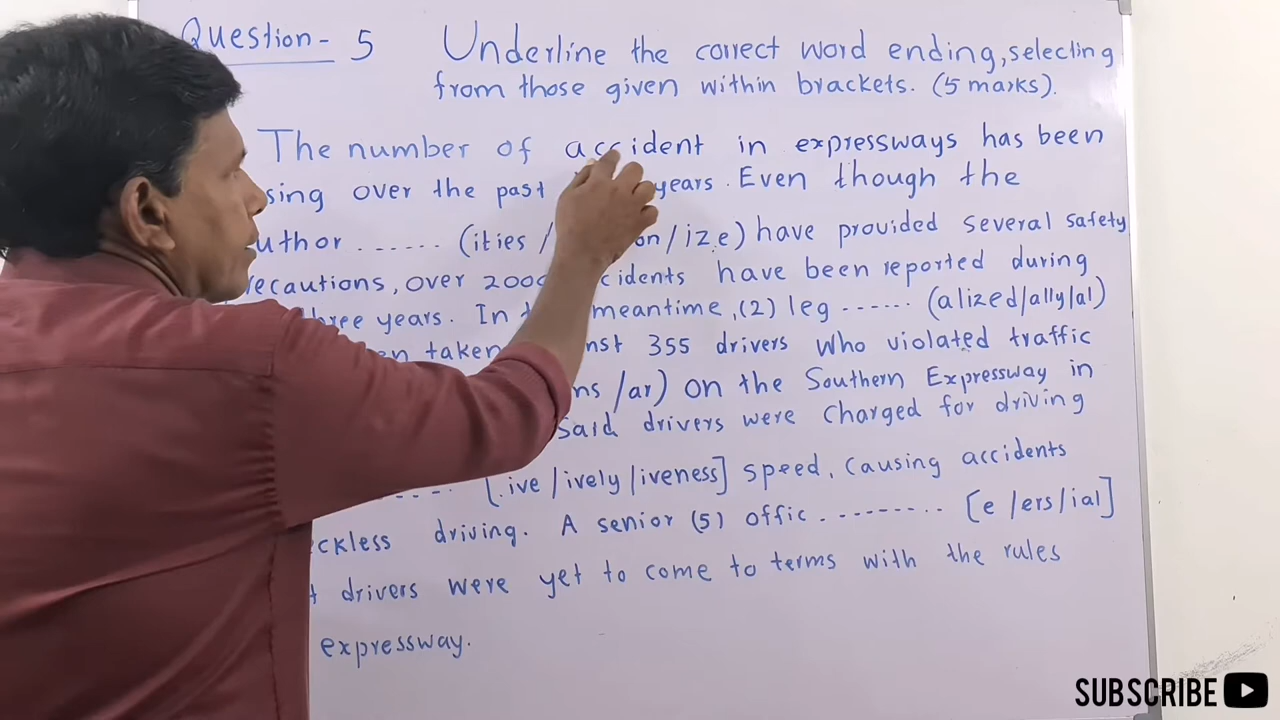 Question - 5 Underline the correct word ending, selecting
from those given within brackets. (5 marks).
The number of accident in expressways has been
sing over the past years. Even though the
uthor ...... (ities / on / ize) have provided several safety
ecautions, over 200 cidents have been reported during
hree years. In t meantime, (2) leg ...... (alized/ally/al)
en taken nst 355 drivers who violated traffic
ns / ar) on the Southern Expressway in
said drivers were charged for driving
....... [.ive / ively / iveness] speed, causing accidents
ckless driving. A senior (5) offic. ........ [e / ers / ial]
t drivers were yet to come to terms with the rules
expressway.
SUBSCRIBE